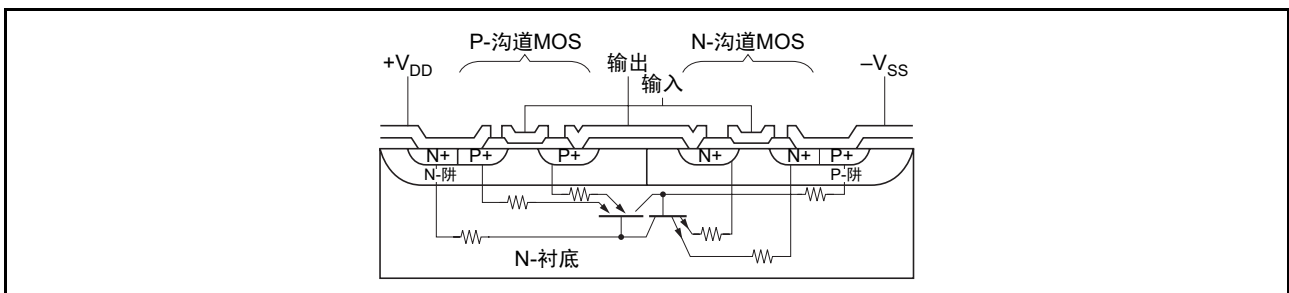 P-沟道MOS
N-沟道MOS
+VDD
输出
–VSS
输入
N+
P+
P+
N+
N+
P+
N-阱
P-阱
N-衬底